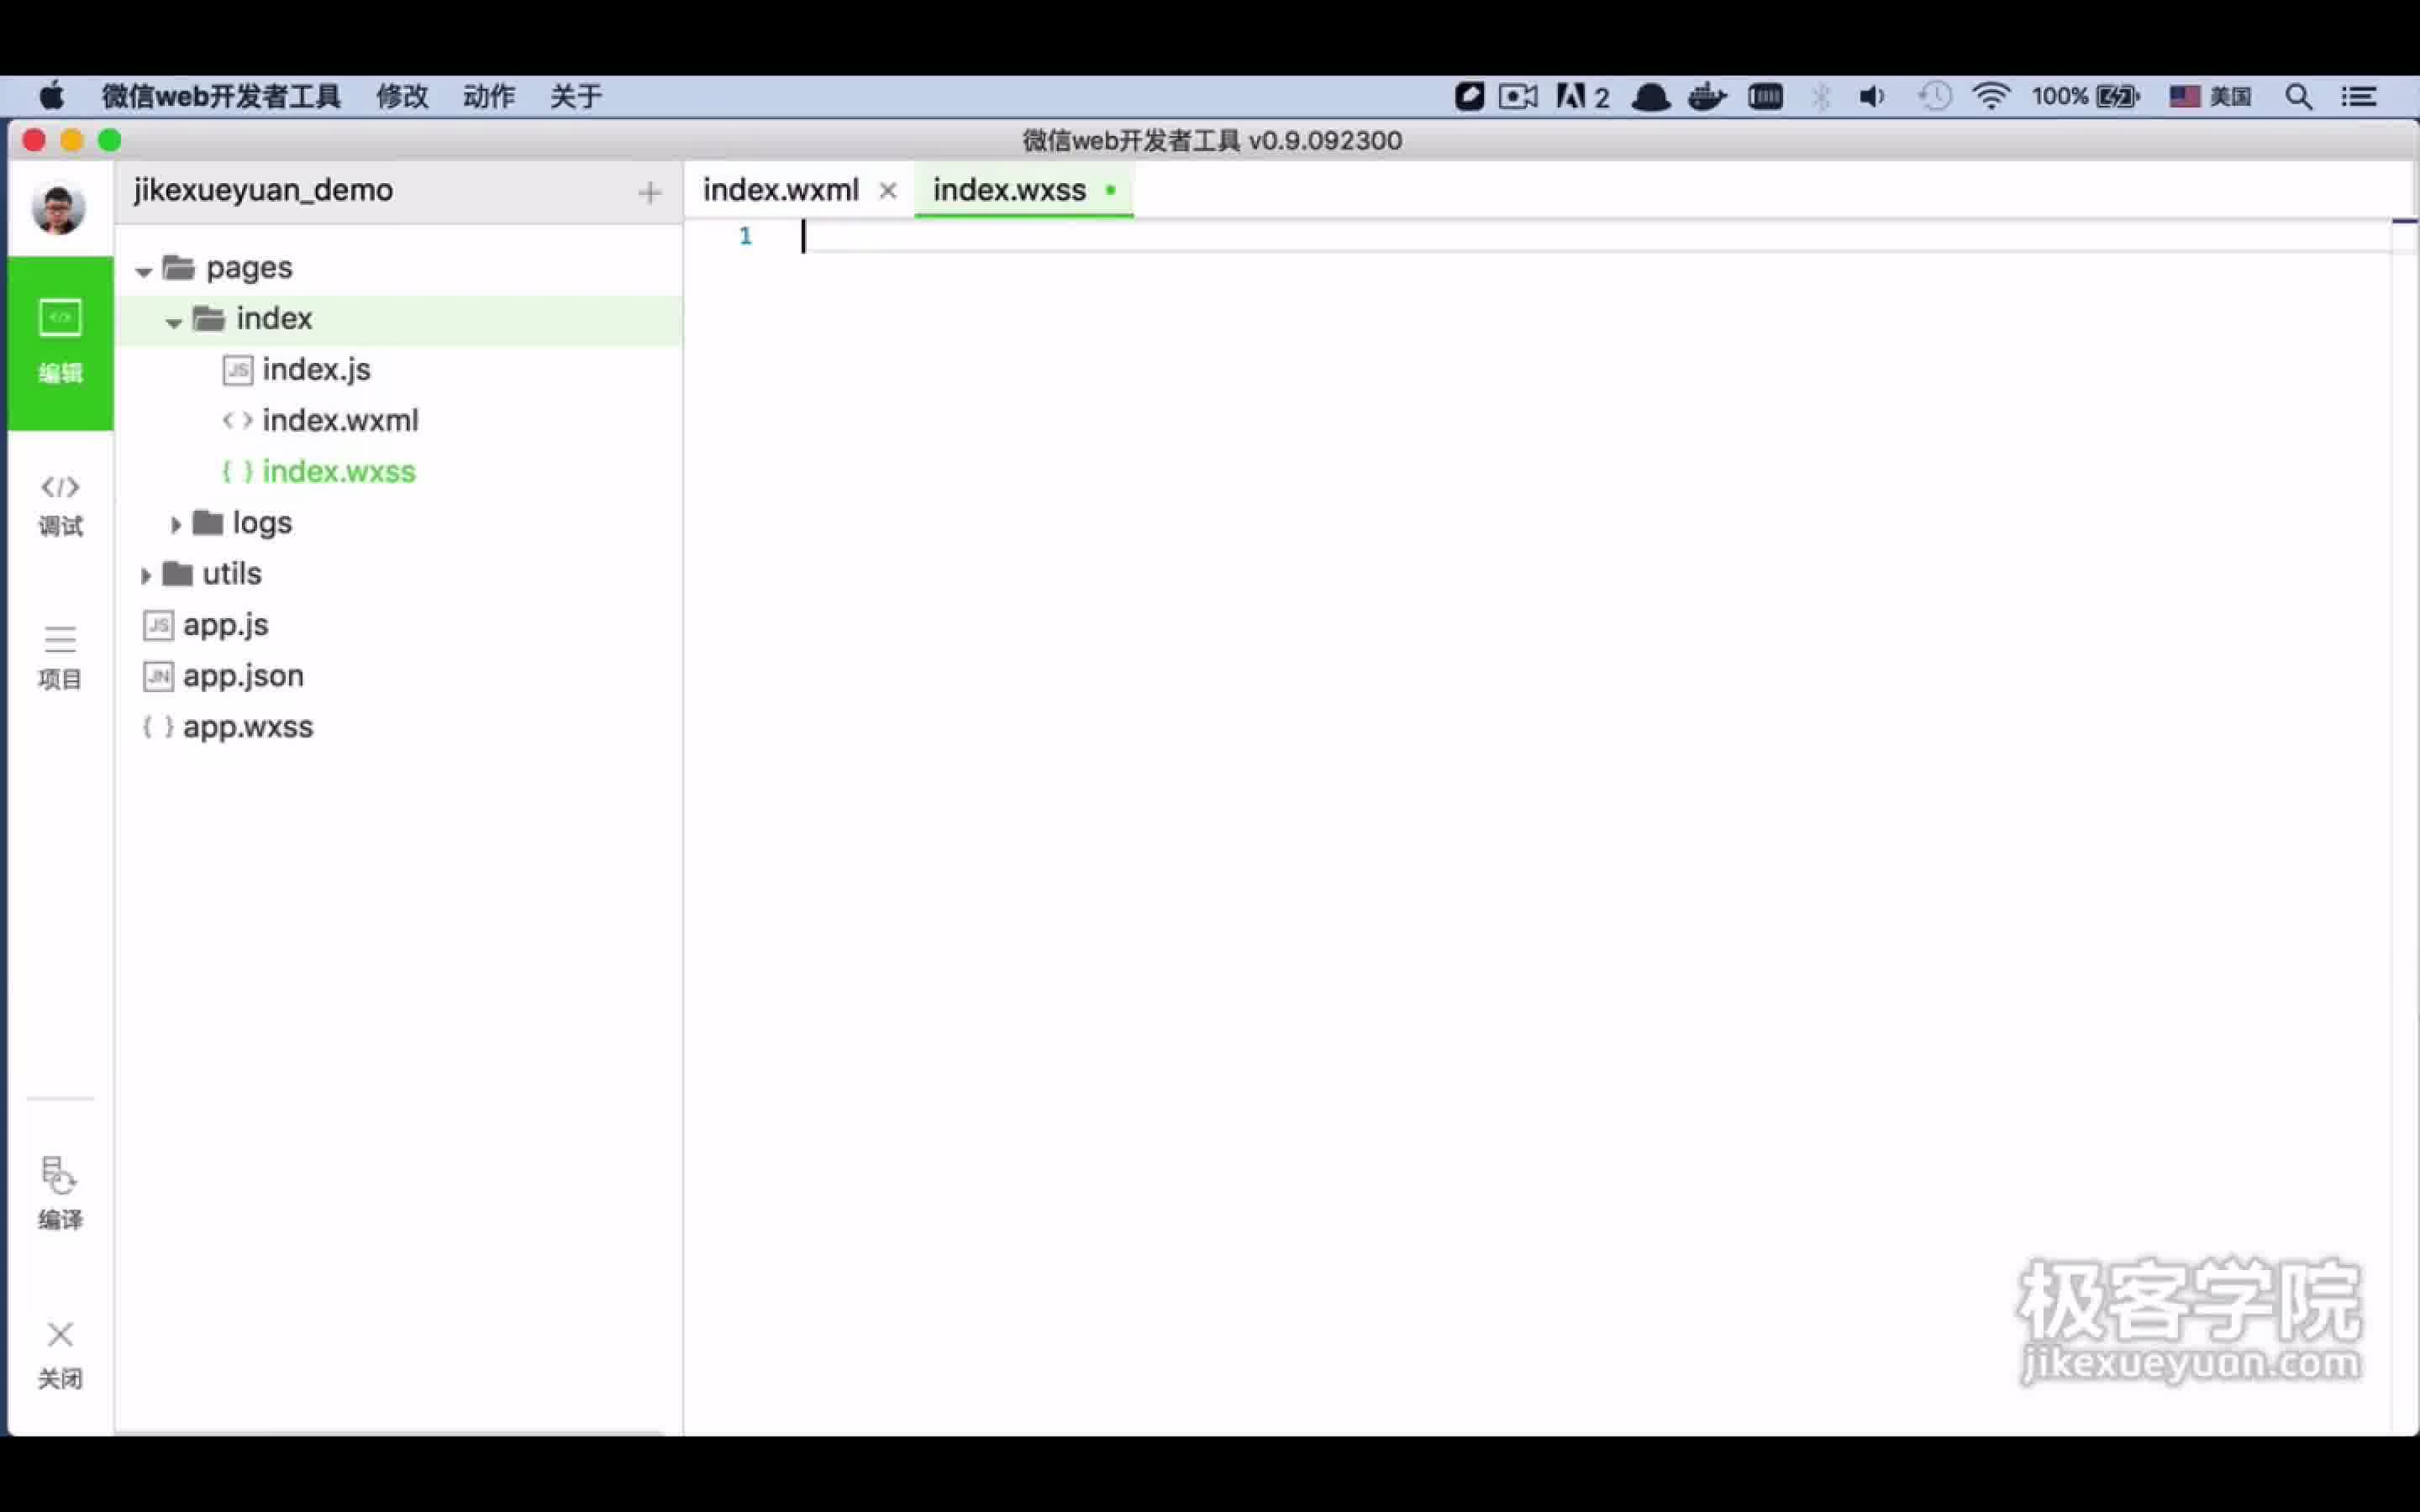 微信web开发者工具 修改 动作 关于 2 100% 美国
微信web开发者工具 v0.9.092300
jikexueyuan_demo
index.wxml
index.wxss
1
编辑
调试
项目
编译
关闭
pages
index
JS index.js
index.wxml
{ } index.wxss
logs
utils
JS app.js
JN app.json
{ } app.wxss
极客学院
jikexueyuan.com